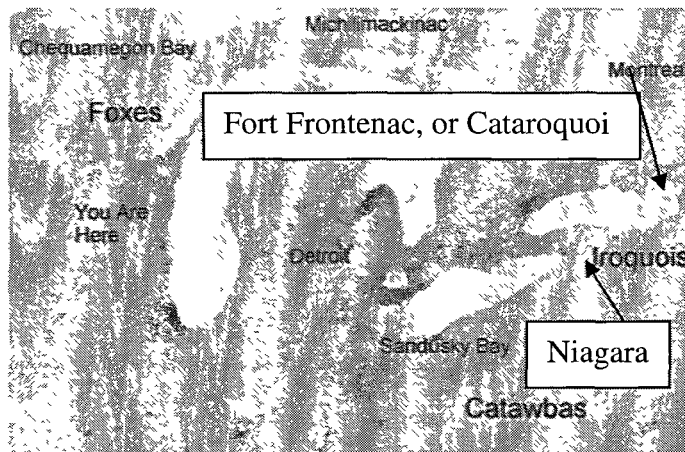 Michilimackinac
Chequamegon Bay
Montreal
Foxes
Fort Frontenac, or Cataroquoi
You Are
Here
Detroit
Iroquois
Sandusky Bay
Niagara
Catawbas